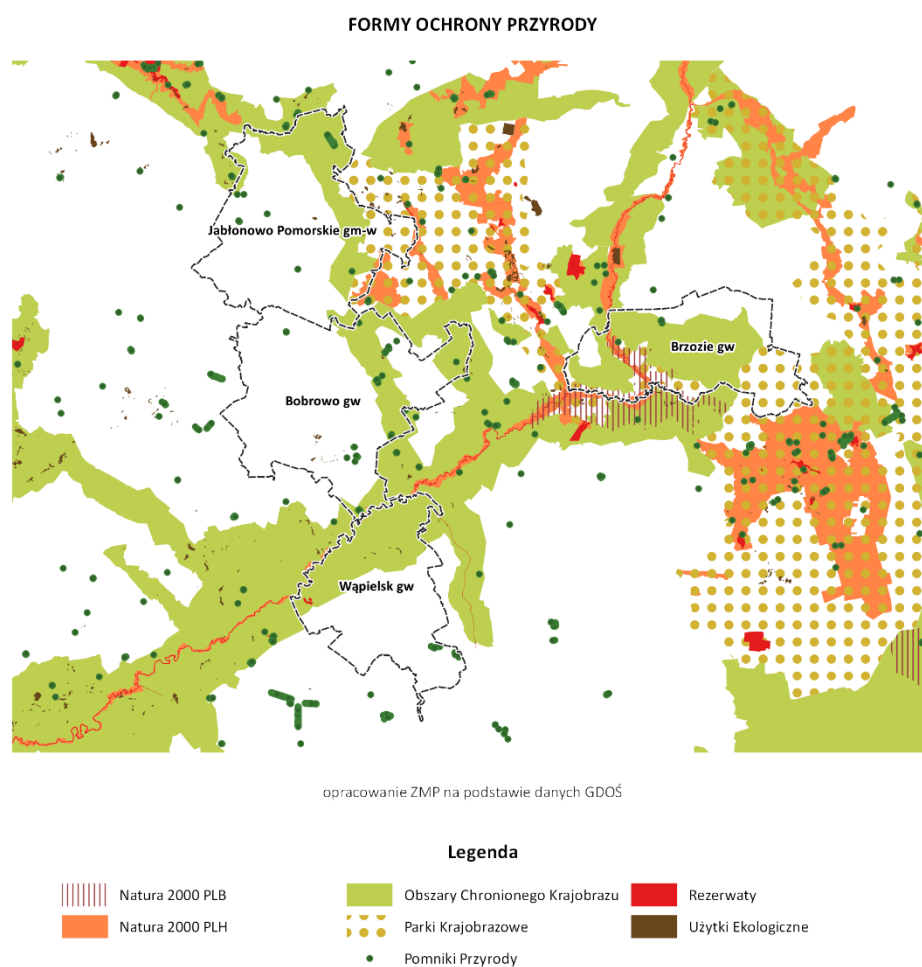 FORMY OCHRONY PRZYRODY
Jabłonowo Pomorskie gm-w
Brzozie gw
Bobrowo gw
Wąpielsk gw
opracowanie ZMP na podstawie danych GDOŚ
Legenda
Natura 2000 PLB
Obszary Chronionego Krajobrazu
Rezerwaty
Natura 2000 PLH
Parki Krajobrazowe
Użytki Ekologiczne
Pomniki Przyrody